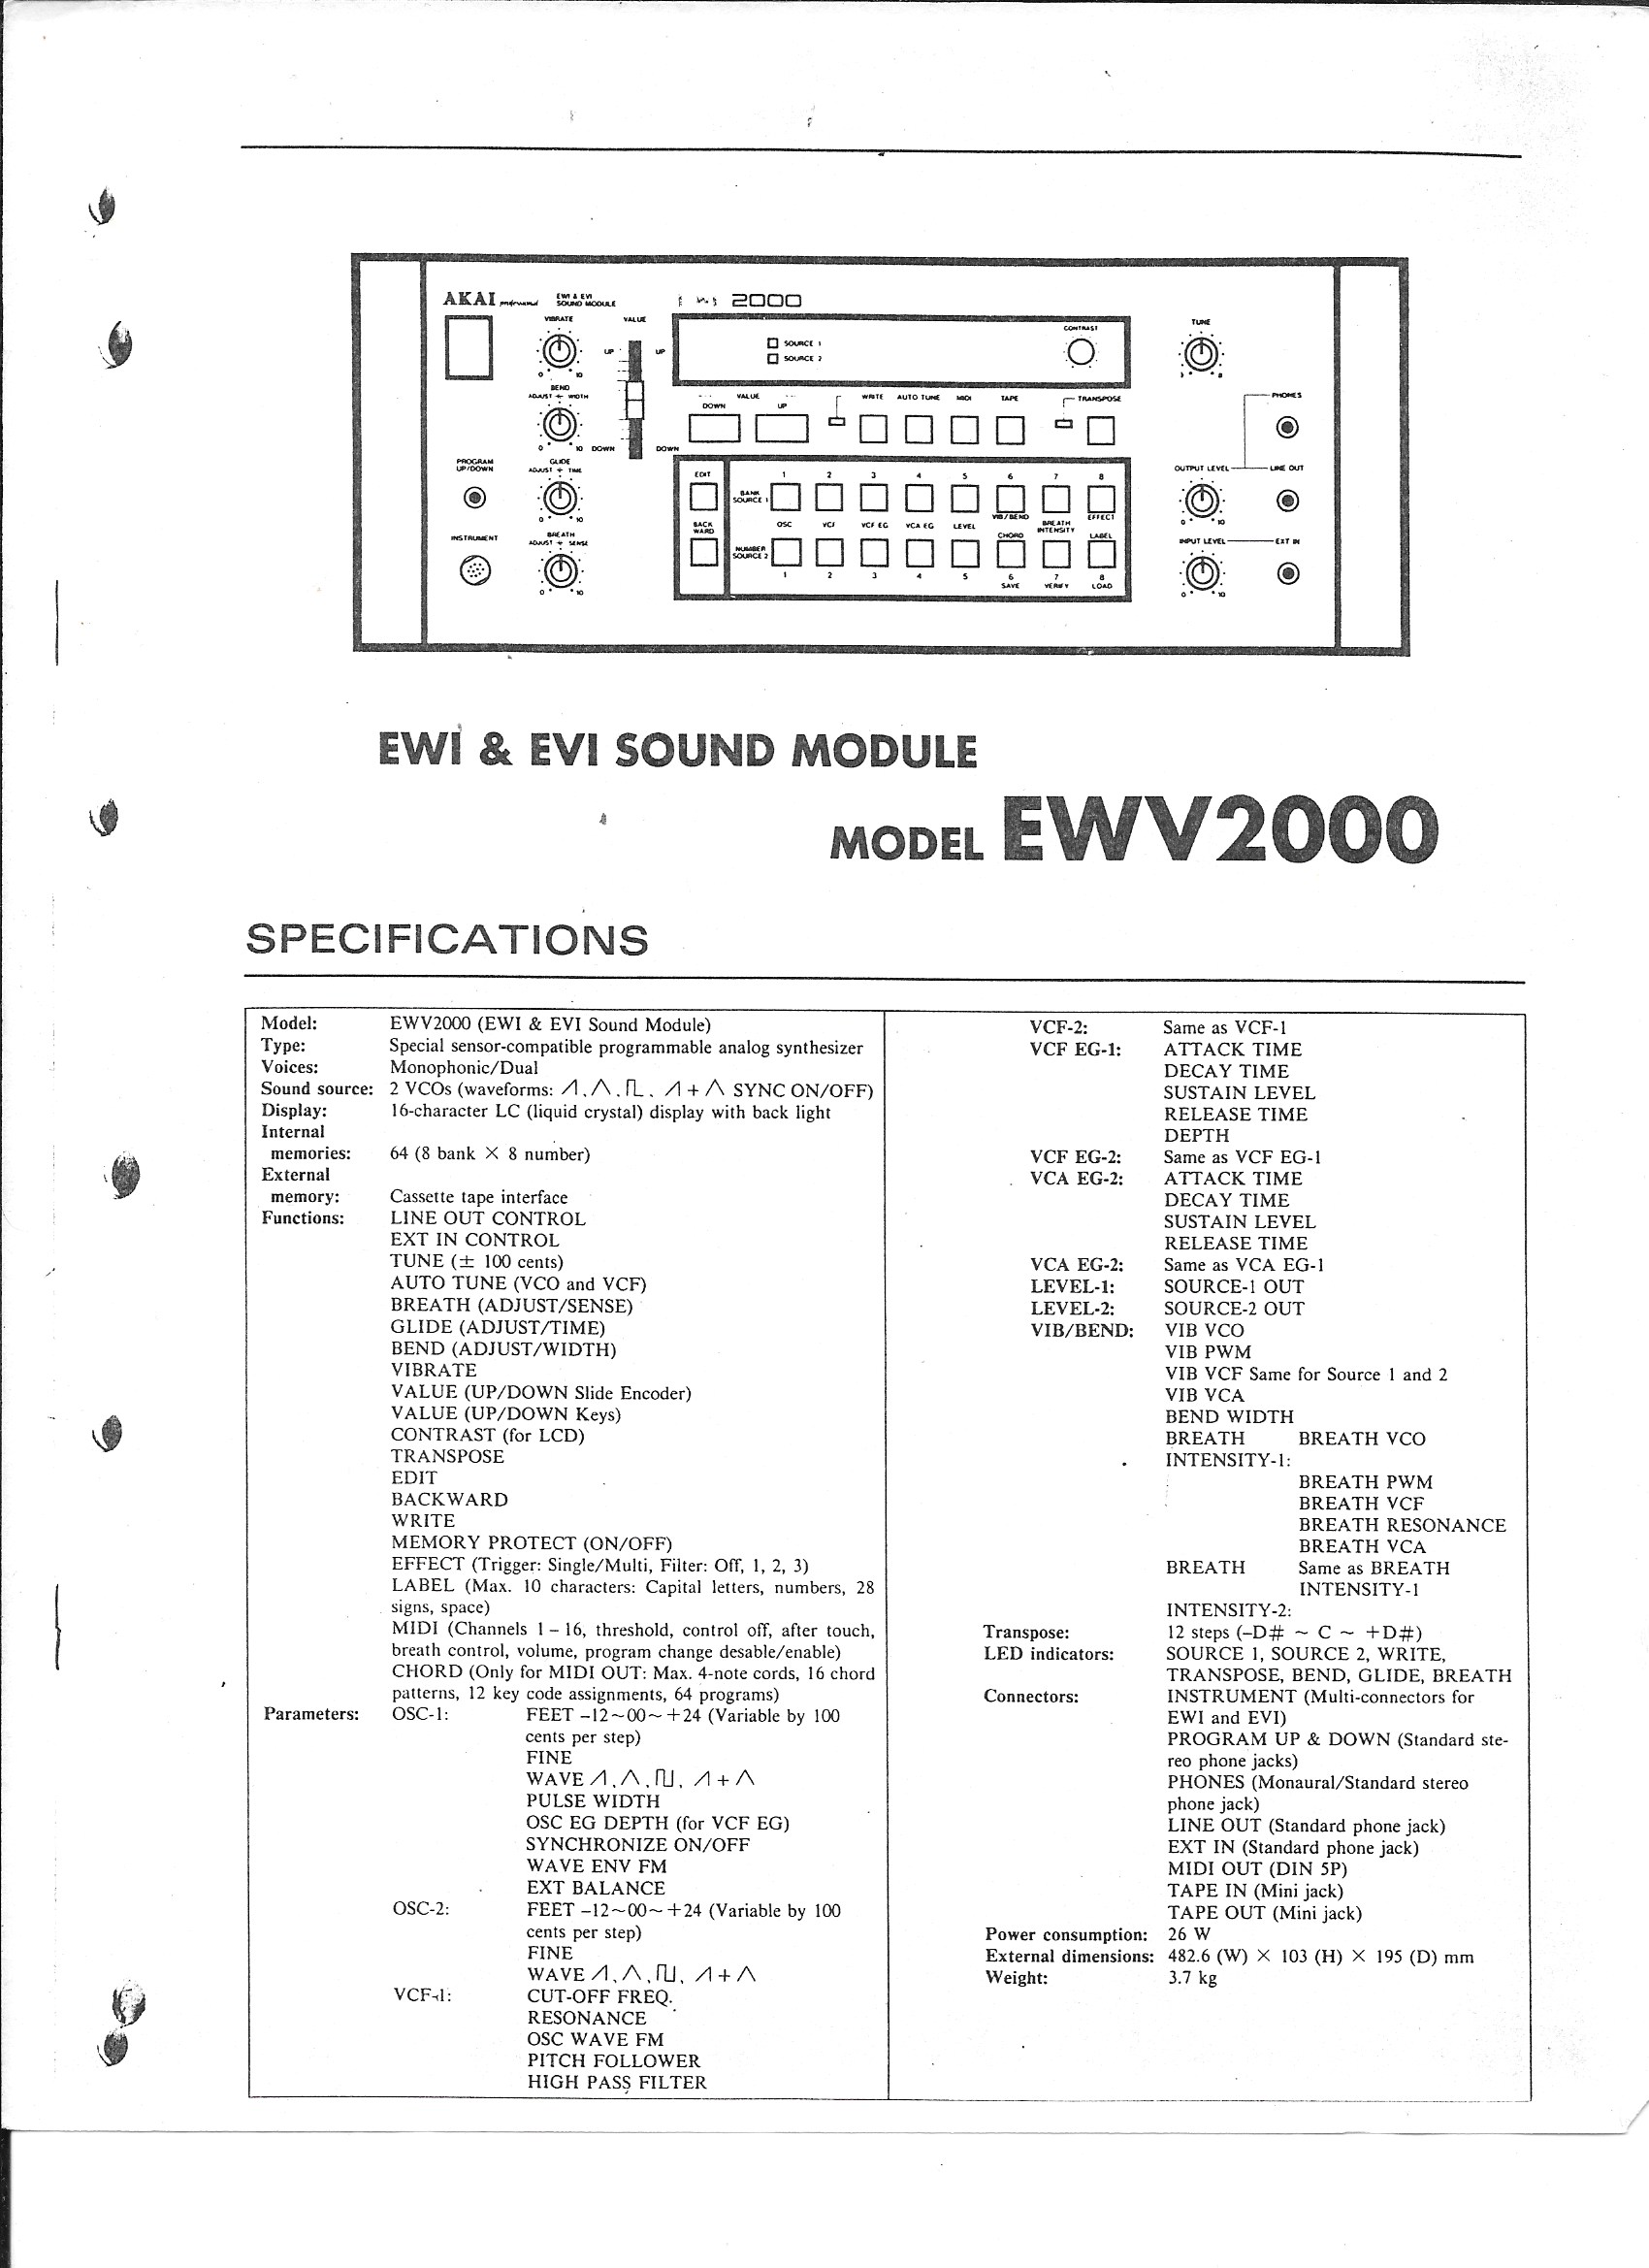 AKAI professional EWI & EVI SOUND MODULE 2000
VIBRATE VALUE CONTRAST TUNE
SOURCE 1
SOURCE 2
UP UP
0 10
BEND
ADJUST WIDTH
VALUE WRITE AUTO TUNE MIDI TAPE TRANSPOSE PHONES
DOWN UP
0 10 DOWN DOWN
PROGRAM UP/DOWN
GLIDE
ADJUST TIME
OUTPUT LEVEL LINE OUT
EDIT 1 2 3 4 5 6 7 8
BANK SOURCE 1
0 10
BACK WARD OSC VCF VCF EG VCA EG LEVEL VIB/BEND BREATH INTENSITY EFFECT
INSTRUMENT
BREATH
ADJUST SENSE
CHORD LABEL
INPUT LEVEL EXT IN
NUMBER SOURCE 2
0 10
1 2 3 4 5 6 7 8
SAVE VERIFY LOAD
0 10
EWI & EVI SOUND MODULE
MODEL EWV2000
SPECIFICATIONS
Model: EWV2000 (EWI & EVI Sound Module)
Type: Special sensor-compatible programmable analog synthesizer
Voices: Monophonic/Dual
Sound source: 2 VCOs (waveforms: , , , + SYNC ON/OFF)
Display: 16-character LC (liquid crystal) display with back light
Internal
memories: 64 (8 bank × 8 number)
External
memory: Cassette tape interface
Functions: LINE OUT CONTROL
EXT IN CONTROL
TUNE (± 100 cents)
AUTO TUNE (VCO and VCF)
BREATH (ADJUST/SENSE)
GLIDE (ADJUST/TIME)
BEND (ADJUST/WIDTH)
VIBRATE
VALUE (UP/DOWN Slide Encoder)
VALUE (UP/DOWN Keys)
CONTRAST (for LCD)
TRANSPOSE
EDIT
BACKWARD
WRITE
MEMORY PROTECT (ON/OFF)
EFFECT (Trigger: Single/Multi, Filter: Off, 1, 2, 3)
LABEL (Max. 10 characters: Capital letters, numbers, 28
signs, space)
MIDI (Channels 1 – 16, threshold, control off, after touch,
breath control, volume, program change desable/enable)
CHORD (Only for MIDI OUT: Max. 4-note cords, 16 chord
patterns, 12 key code assignments, 64 programs)
Parameters: OSC-1: FEET –12~00~ +24 (Variable by 100
cents per step)
FINE
WAVE , , , +
PULSE WIDTH
OSC EG DEPTH (for VCF EG)
SYNCHRONIZE ON/OFF
WAVE ENV FM
EXT BALANCE
OSC-2: FEET –12~00~ +24 (Variable by 100
cents per step)
FINE
WAVE , , , +
VCF-1: CUT-OFF FREQ.
RESONANCE
OSC WAVE FM
PITCH FOLLOWER
HIGH PASS FILTER
VCF-2: Same as VCF-1
VCF EG-1: ATTACK TIME
DECAY TIME
SUSTAIN LEVEL
RELEASE TIME
DEPTH
VCF EG-2: Same as VCF EG-1
VCA EG-2: ATTACK TIME
DECAY TIME
SUSTAIN LEVEL
RELEASE TIME
VCA EG-2: Same as VCA EG-1
LEVEL-1: SOURCE-1 OUT
LEVEL-2: SOURCE-2 OUT
VIB/BEND: VIB VCO
VIB PWM
VIB VCF Same for Source 1 and 2
VIB VCA
BEND WIDTH
BREATH BREATH VCO
INTENSITY-1:
BREATH PWM
BREATH VCF
BREATH RESONANCE
BREATH VCA
BREATH Same as BREATH
INTENSITY-1
INTENSITY-2:
Transpose: 12 steps (–D# ~ C ~ +D#)
LED indicators: SOURCE 1, SOURCE 2, WRITE,
TRANSPOSE, BEND, GLIDE, BREATH
Connectors: INSTRUMENT (Multi-connectors for
EWI and EVI)
PROGRAM UP & DOWN (Standard ste-
reo phone jacks)
PHONES (Monaural/Standard stereo
phone jack)
LINE OUT (Standard phone jack)
EXT IN (Standard phone jack)
MIDI OUT (DIN 5P)
TAPE IN (Mini jack)
TAPE OUT (Mini jack)
Power consumption: 26 W
External dimensions: 482.6 (W) × 103 (H) × 195 (D) mm
Weight: 3.7 kg